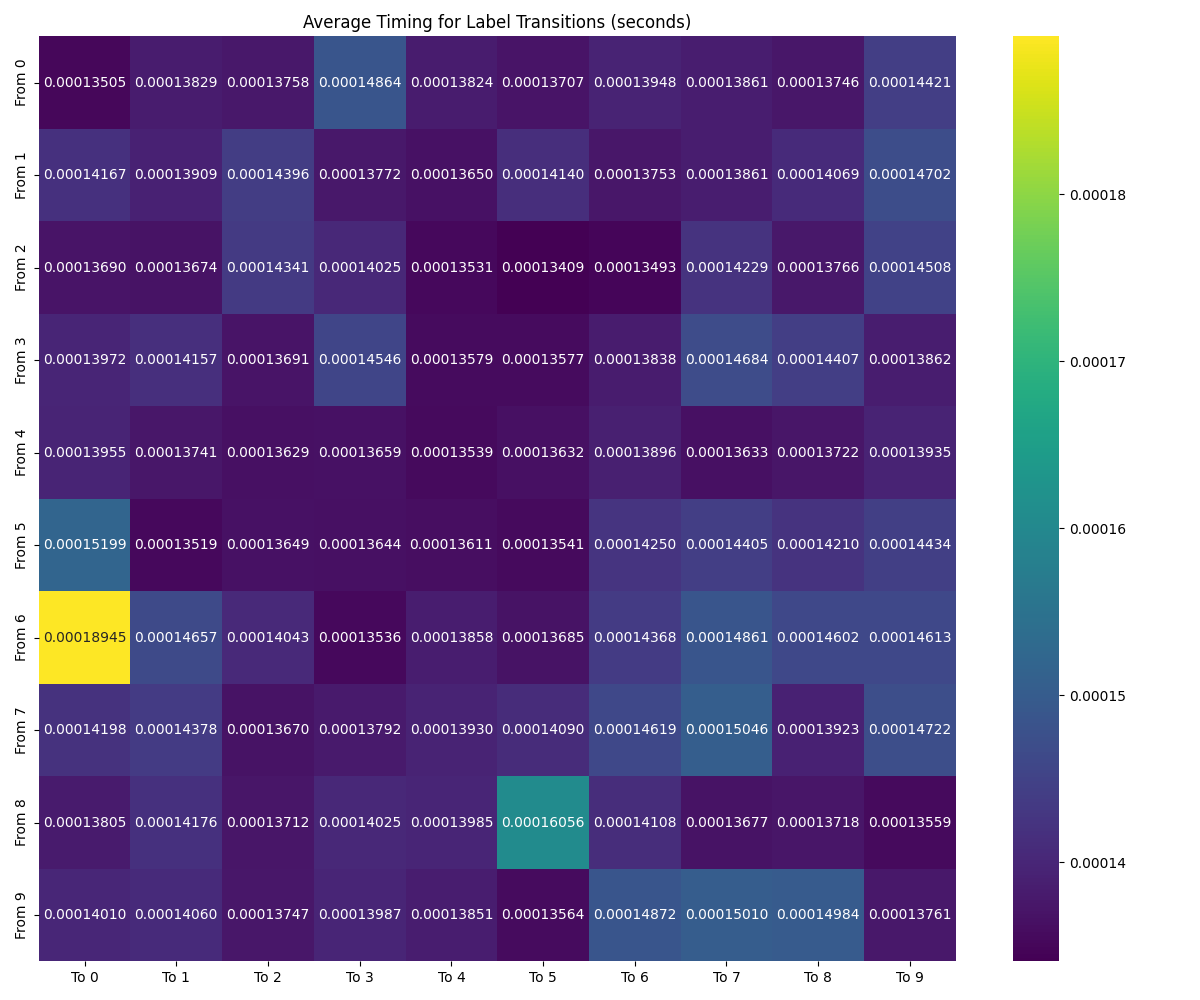 Average Timing for Label Transitions (seconds)
From 0 0.00013505 0.00013829 0.00013758 0.00014864 0.00013824 0.00013707 0.00013948 0.00013861 0.00013746 0.00014421
From 1 0.00014167 0.00013909 0.00014396 0.00013772 0.00013650 0.00014140 0.00013753 0.00013861 0.00014069 0.00014702
From 2 0.00013690 0.00013674 0.00014341 0.00014025 0.00013531 0.00013409 0.00013493 0.00014229 0.00013766 0.00014508
From 3 0.00013972 0.00014157 0.00013691 0.00014546 0.00013579 0.00013577 0.00013838 0.00014684 0.00014407 0.00013862
From 4 0.00013955 0.00013741 0.00013629 0.00013659 0.00013539 0.00013632 0.00013896 0.00013633 0.00013722 0.00013935
From 5 0.00015199 0.00013519 0.00013649 0.00013644 0.00013611 0.00013541 0.00014250 0.00014405 0.00014210 0.00014434
From 6 0.00018945 0.00014657 0.00014043 0.00013536 0.00013858 0.00013685 0.00014368 0.00014861 0.00014602 0.00014613
From 7 0.00014198 0.00014378 0.00013670 0.00013792 0.00013930 0.00014090 0.00014619 0.00015046 0.00013923 0.00014722
From 8 0.00013805 0.00014176 0.00013712 0.00014025 0.00013985 0.00016056 0.00014108 0.00013677 0.00013718 0.00013559
From 9 0.00014010 0.00014060 0.00013747 0.00013987 0.00013851 0.00013564 0.00014872 0.00015010 0.00014984 0.00013761
To 0 To 1 To 2 To 3 To 4 To 5 To 6 To 7 To 8 To 9
0.00018
0.00017
0.00016
0.00015
0.00014